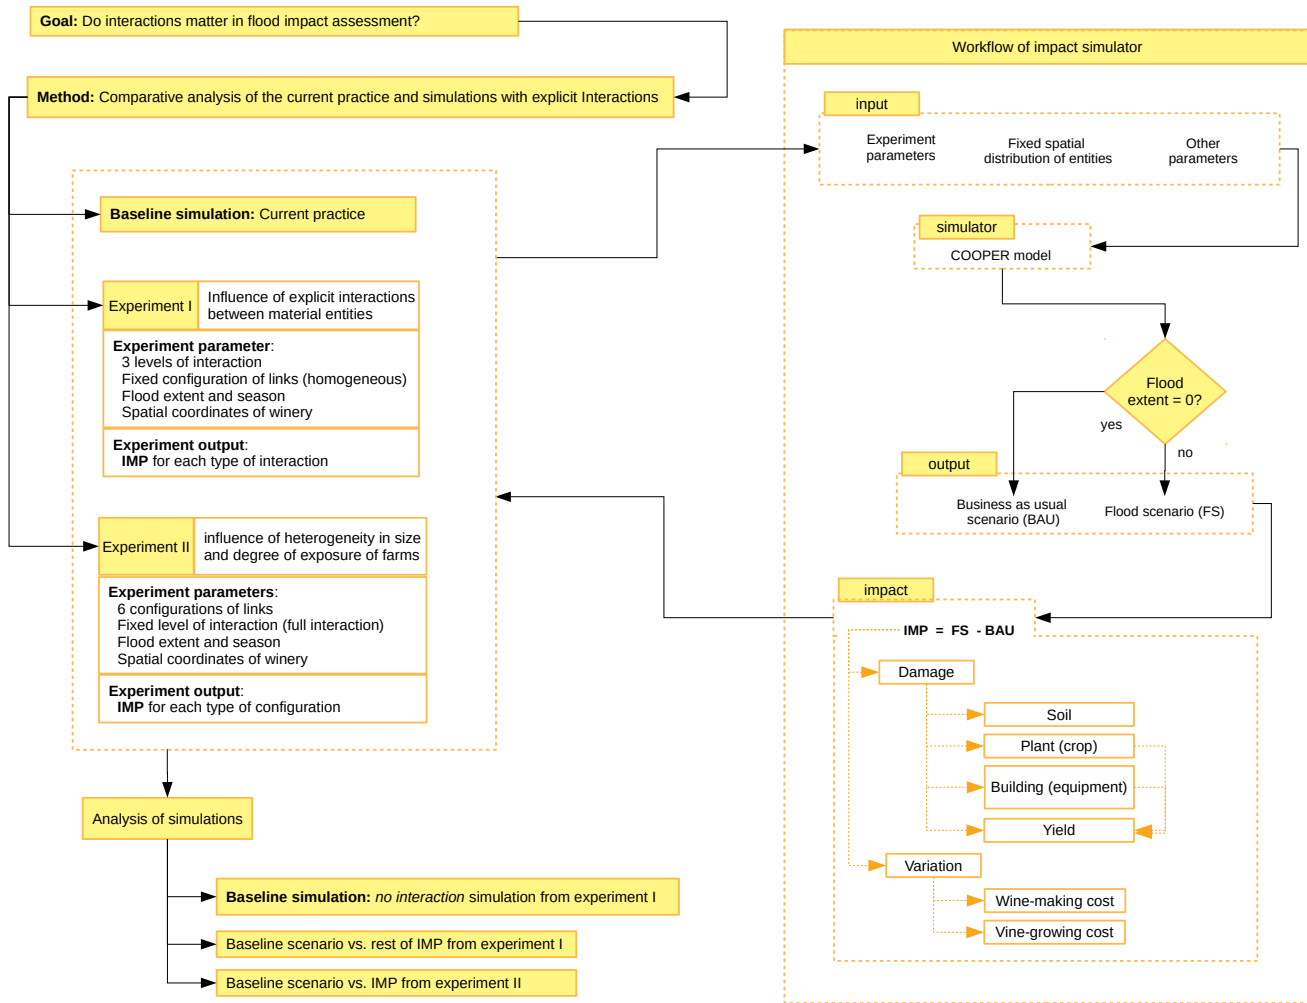 Goal: Do interactions matter in flood impact assessment?
Method: Comparative analysis of the current practice and simulations with explicit Interactions
Baseline simulation: Current practice
Experiment I
Influence of explicit interactions
between material entities
Experiment parameter:
3 levels of interaction
Fixed configuration of links (homogeneous)
Flood extent and season
Spatial coordinates of winery
Experiment output:
IMP for each type of interaction
Experiment II
influence of heterogeneity in size
and degree of exposure of farms
Experiment parameters:
6 configurations of links
Fixed level of interaction (full interaction)
Flood extent and season
Spatial coordinates of winery
Experiment output:
IMP for each type of configuration
Analysis of simulations
Baseline simulation: no interaction simulation from experiment I
Baseline scenario vs. rest of IMP from experiment I
Baseline scenario vs. IMP from experiment II
Workflow of impact simulator
input
Experiment
parameters
Fixed spatial
distribution of entities
Other
parameters
simulator
COOPER model
Flood
extent = 0?
yes
no
output
Business as usual
scenario (BAU)
Flood scenario (FS)
impact
IMP = FS - BAU
Damage
Soil
Plant (crop)
Building (equipment)
Yield
Variation
Wine-making cost
Vine-growing cost